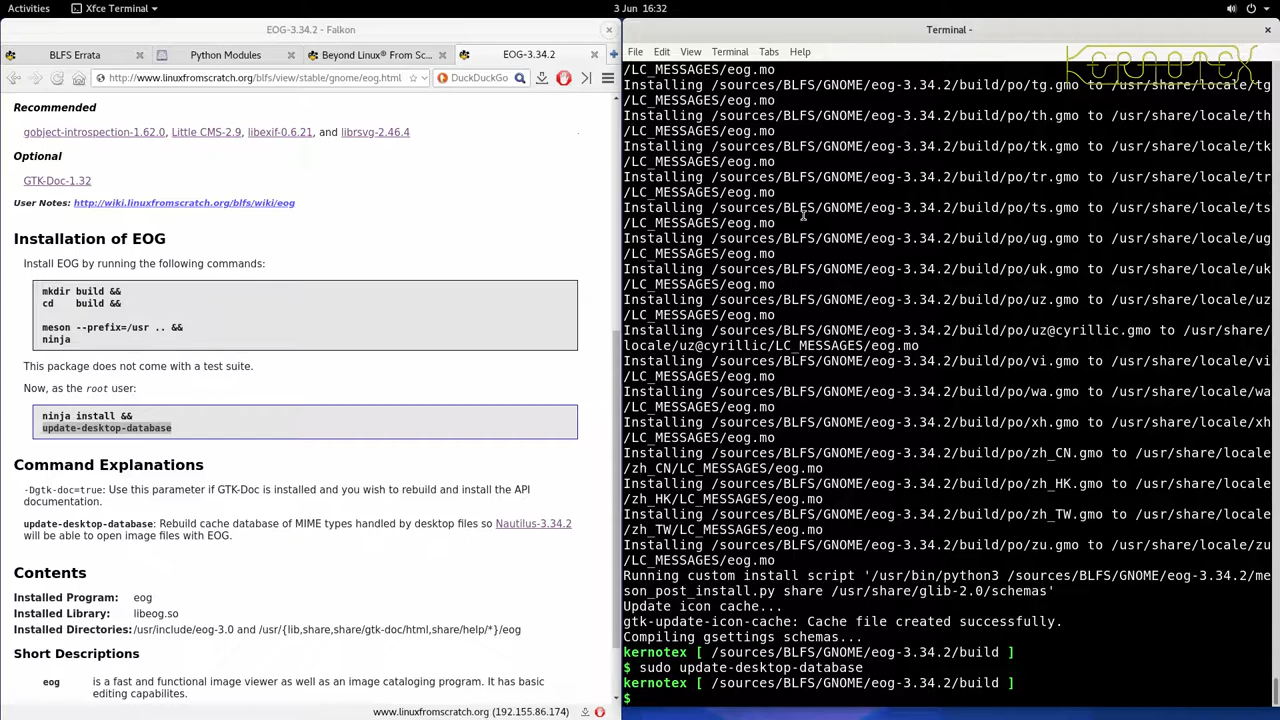 Activities
Xfce Terminal
3 Jun 16:32
EOG-3.34.2 - Falkon
BLFS Errata
Python Modules
Beyond Linux® From Sc...
EOG-3.34.2
http://www.linuxfromscratch.org/blfs/view/stable/gnome/eog.html
DuckDuckGo
Recommended
gobject-introspection-1.62.0, Little CMS-2.9, libexif-0.6.21, and librsvg-2.46.4
Optional
GTK-Doc-1.32
User Notes: http://wiki.linuxfromscratch.org/blfs/wiki/eog
Installation of EOG
Install EOG by running the following commands:
mkdir build &&
cd    build &&
meson --prefix=/usr .. &&
ninja
This package does not come with a test suite.
Now, as the root user:
ninja install &&
update-desktop-database
Command Explanations
-Dgtk-doc=true: Use this parameter if GTK-Doc is installed and you wish to rebuild and install the API
documentation.
update-desktop-database: Rebuild cache database of MIME types handled by desktop files so Nautilus-3.34.2
will be able to open image files with EOG.
Contents
Installed Program: eog
Installed Library: libeog.so
Installed Directories: /usr/include/eog-3.0 and /usr/{lib,share,share/gtk-doc/html,share/help/*}/eog
Short Descriptions
eog is a fast and functional image viewer as well as an image cataloging program. It has basic
editing capabilites.
www.linuxfromscratch.org (192.155.86.174)
Terminal -
File Edit View Terminal Tabs Help
KERNOTEX
/LC_MESSAGES/eog.mo
Installing /sources/BLFS/GNOME/eog-3.34.2/build/po/tg.gmo to /usr/share/locale/tg
/LC_MESSAGES/eog.mo
Installing /sources/BLFS/GNOME/eog-3.34.2/build/po/th.gmo to /usr/share/locale/th
/LC_MESSAGES/eog.mo
Installing /sources/BLFS/GNOME/eog-3.34.2/build/po/tk.gmo to /usr/share/locale/tk
/LC_MESSAGES/eog.mo
Installing /sources/BLFS/GNOME/eog-3.34.2/build/po/tr.gmo to /usr/share/locale/tr
/LC_MESSAGES/eog.mo
Installing /sources/BLFS/GNOME/eog-3.34.2/build/po/ts.gmo to /usr/share/locale/ts
/LC_MESSAGES/eog.mo
Installing /sources/BLFS/GNOME/eog-3.34.2/build/po/ug.gmo to /usr/share/locale/ug
/LC_MESSAGES/eog.mo
Installing /sources/BLFS/GNOME/eog-3.34.2/build/po/uk.gmo to /usr/share/locale/uk
/LC_MESSAGES/eog.mo
Installing /sources/BLFS/GNOME/eog-3.34.2/build/po/uz.gmo to /usr/share/locale/uz
/LC_MESSAGES/eog.mo
Installing /sources/BLFS/GNOME/eog-3.34.2/build/po/uz@cyrillic.gmo to /usr/share/
locale/uz@cyrillic/LC_MESSAGES/eog.mo
Installing /sources/BLFS/GNOME/eog-3.34.2/build/po/vi.gmo to /usr/share/locale/vi
/LC_MESSAGES/eog.mo
Installing /sources/BLFS/GNOME/eog-3.34.2/build/po/wa.gmo to /usr/share/locale/wa
/LC_MESSAGES/eog.mo
Installing /sources/BLFS/GNOME/eog-3.34.2/build/po/xh.gmo to /usr/share/locale/xh
/LC_MESSAGES/eog.mo
Installing /sources/BLFS/GNOME/eog-3.34.2/build/po/zh_CN.gmo to /usr/share/locale
/zh_CN/LC_MESSAGES/eog.mo
Installing /sources/BLFS/GNOME/eog-3.34.2/build/po/zh_HK.gmo to /usr/share/locale
/zh_HK/LC_MESSAGES/eog.mo
Installing /sources/BLFS/GNOME/eog-3.34.2/build/po/zh_TW.gmo to /usr/share/locale
/zh_TW/LC_MESSAGES/eog.mo
Installing /sources/BLFS/GNOME/eog-3.34.2/build/po/zu.gmo to /usr/share/locale/zu
/LC_MESSAGES/eog.mo
Running custom install script '/usr/bin/python3 /sources/BLFS/GNOME/eog-3.34.2/me
son_post_install.py share /usr/share/glib-2.0/schemas'
Update icon cache...
gtk-update-icon-cache: Cache file created successfully.
Compiling gsettings schemas...
kernotex [ /sources/BLFS/GNOME/eog-3.34.2/build ]
$ sudo update-desktop-database
kernotex [ /sources/BLFS/GNOME/eog-3.34.2/build ]
$